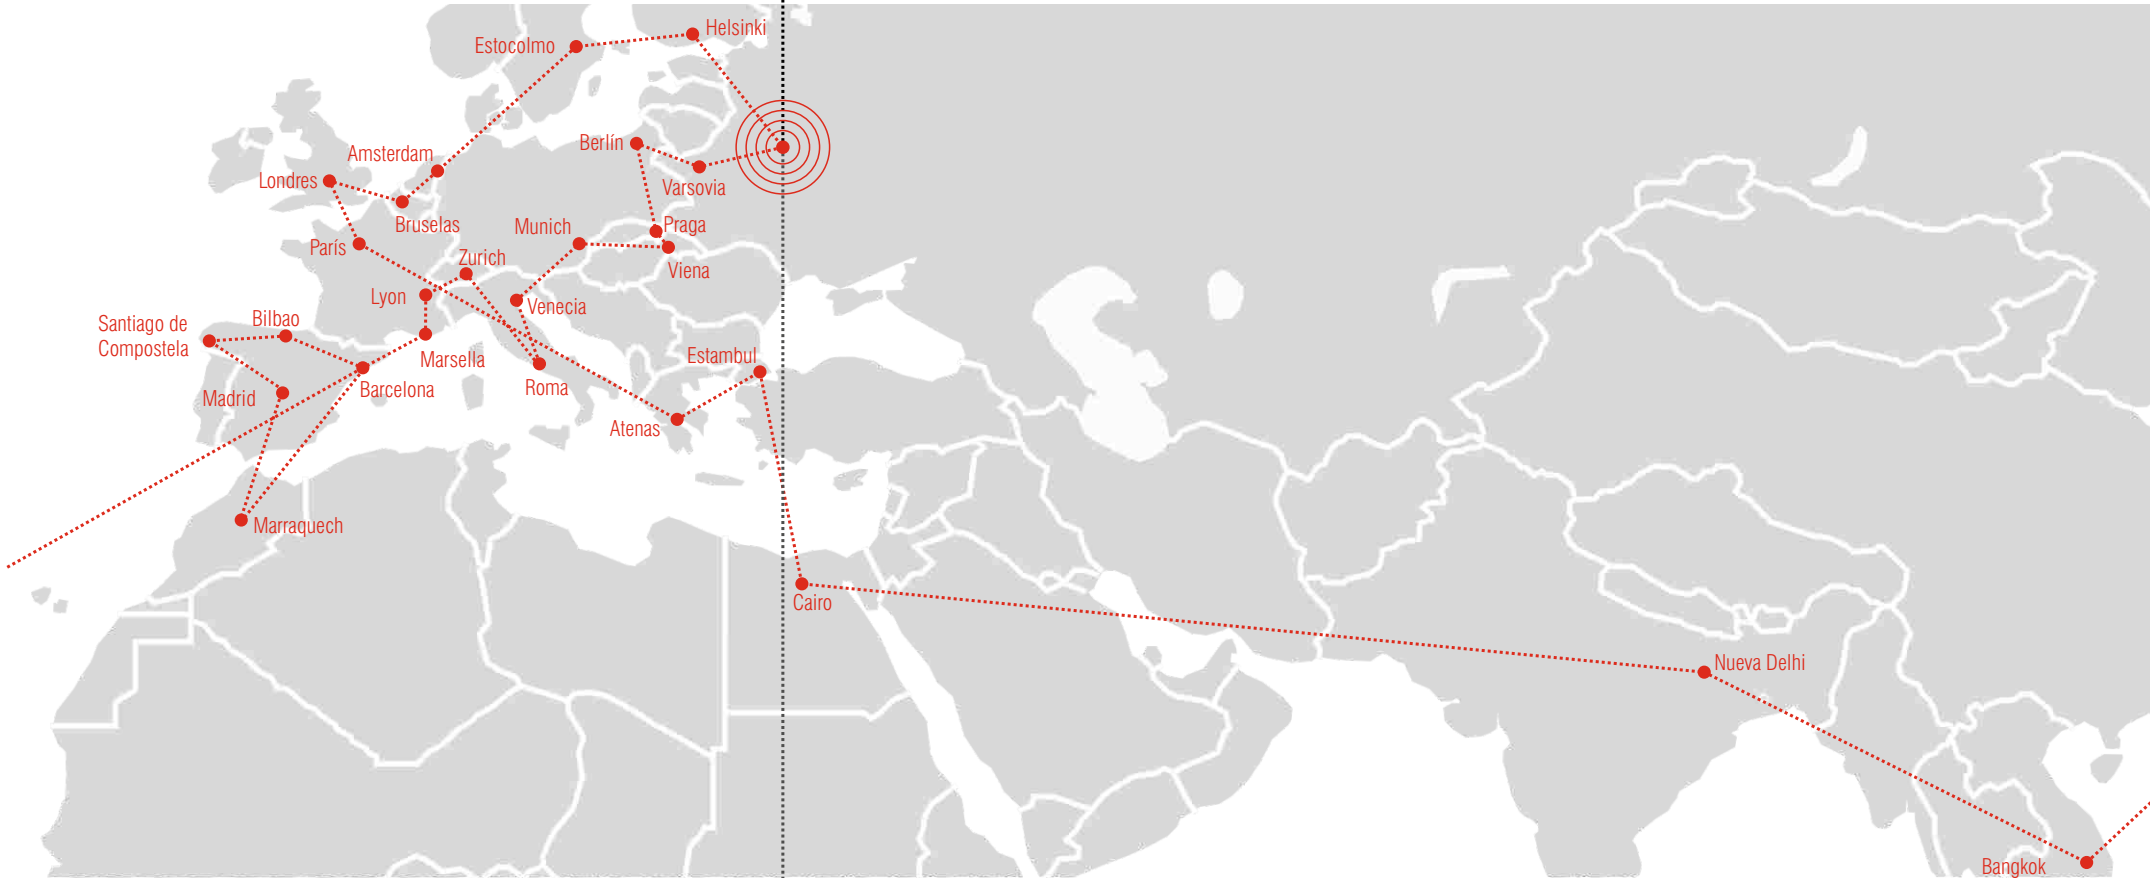 Helsinki
Estocolmo
Berlín
Amsterdam
Londres
Varsovia
Bruselas
Munich
Praga
París
Zurich
Viena
Lyon
Venecia
Santiago de
Compostela
Bilbao
Marsella
Estambul
Barcelona
Roma
Madrid
Atenas
Marraquech
Cairo
Nueva Delhi
Bangkok